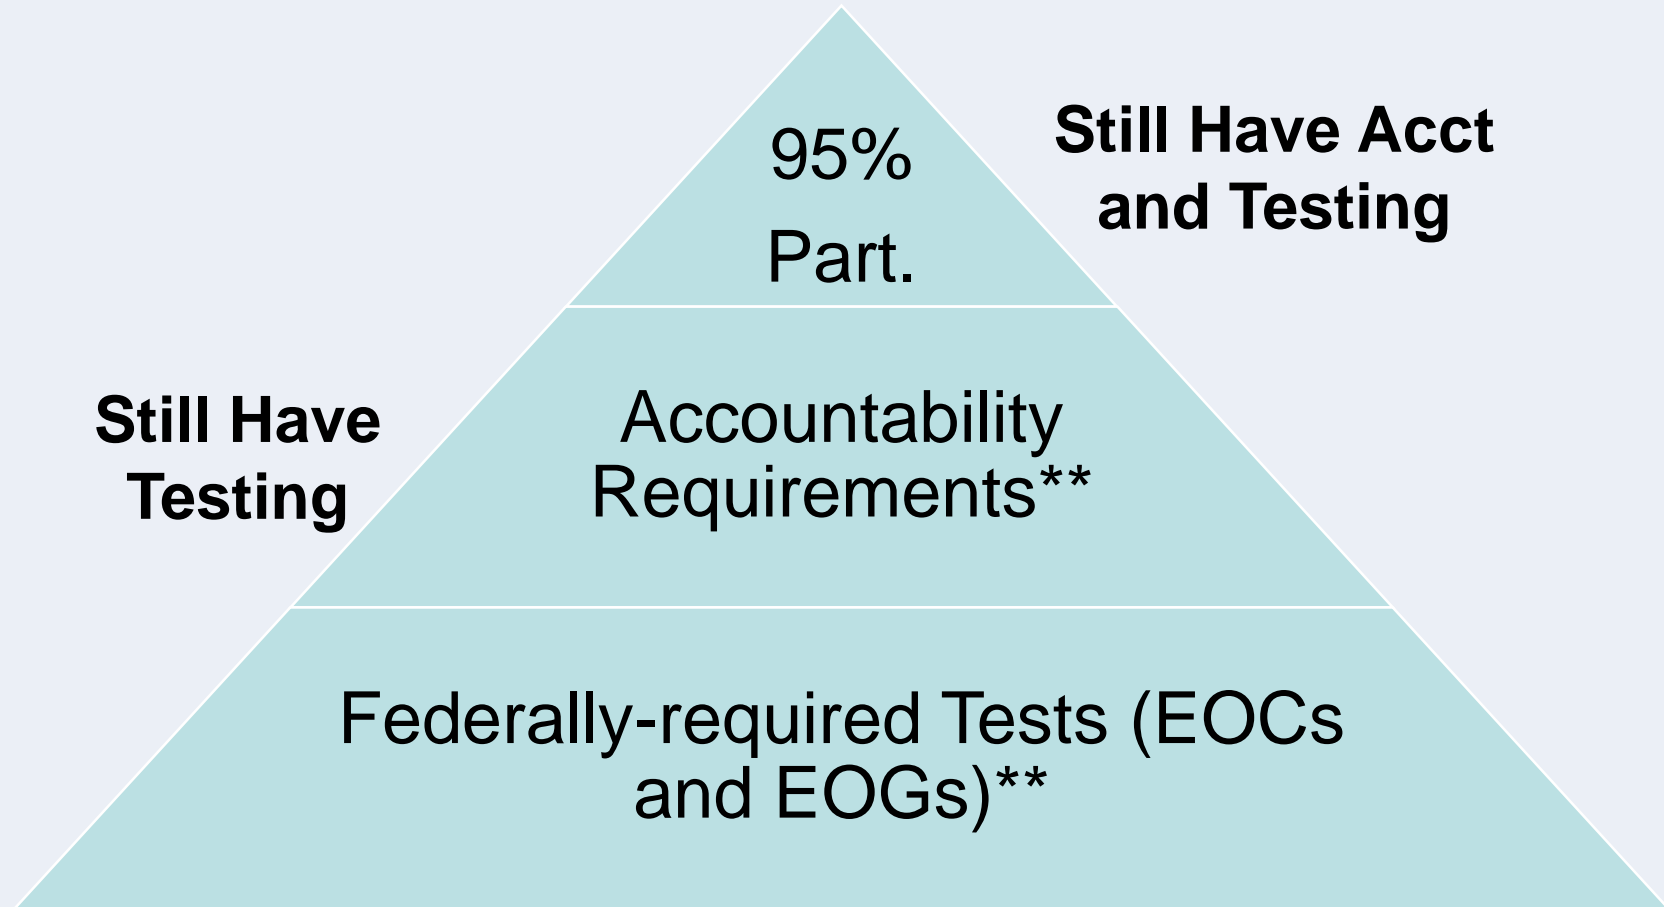 95%
Part.
Still Have Acct
and Testing
Accountability
Requirements**
Still Have
Testing
Federally-required Tests (EOCs
and EOGs)**